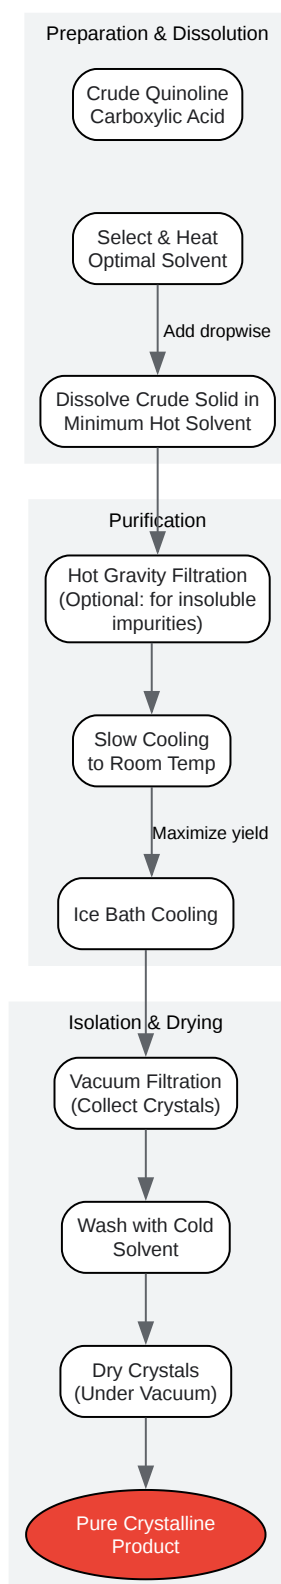 Preparation & Dissolution
Crude Quinoline
Carboxylic Acid
Select & Heat
Optimal Solvent
Add dropwise
Dissolve Crude Solid in
Minimum Hot Solvent
Purification
Hot Gravity Filtration
(Optional: for insoluble
impurities)
Slow Cooling
to Room Temp
Maximize yield
Ice Bath Cooling
Isolation & Drying
Vacuum Filtration
(Collect Crystals)
Wash with Cold
Solvent
Dry Crystals
(Under Vacuum)
Pure Crystalline
Product